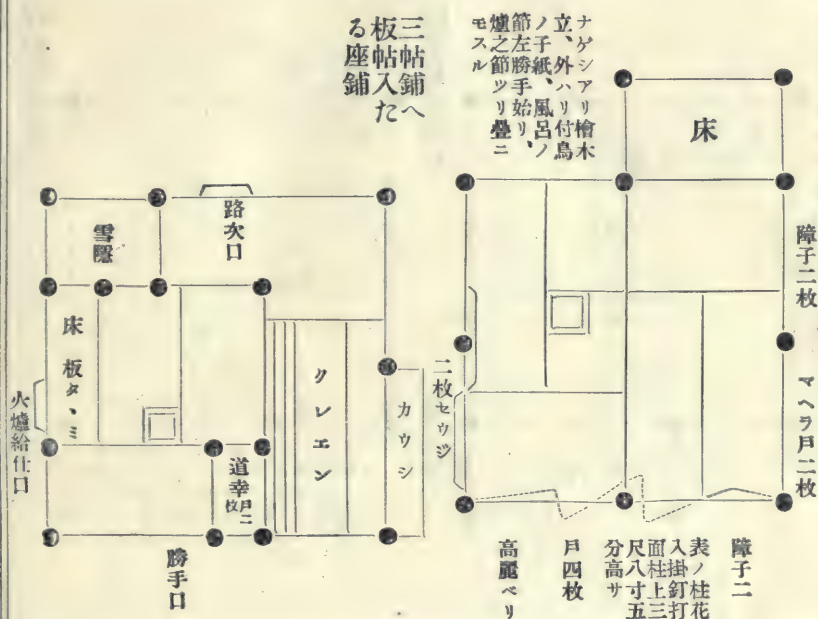 ナゲシアリ檜木
立、外ハリ付鳥
ノ子紙、風呂ノ
節左勝手始リ、
爐之節ツリ疊ニ
モスル
床
障子二枚
マヘラ戸二枚
二枚セウジ
障子二
表ノ柱花
入掛釘打
面柱上三
尺八寸五
分高サ
戸四枚
高麗ベリ
三帖鋪へ
板帖入た
る座鋪
路次口
雪隱
クレエン
カウシ
床 板タヽミ
道幸
戸二枚
火爐給仕口
勝手口